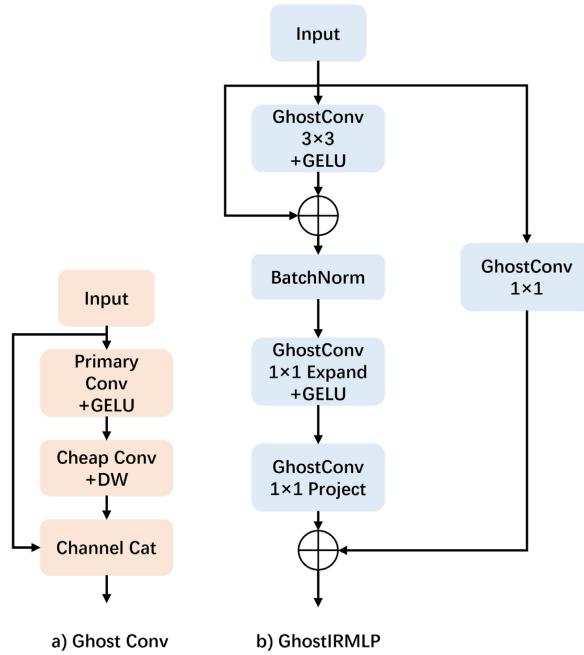 Input
GhostConv
3×3
+GELU
BatchNorm
GhostConv
1×1 Expand
+GELU
GhostConv
1×1 Project
GhostConv
1×1
Input
Primary
Conv
+GELU
Cheap Conv
+DW
Channel Cat
a) Ghost Conv
b) GhostIRMLP